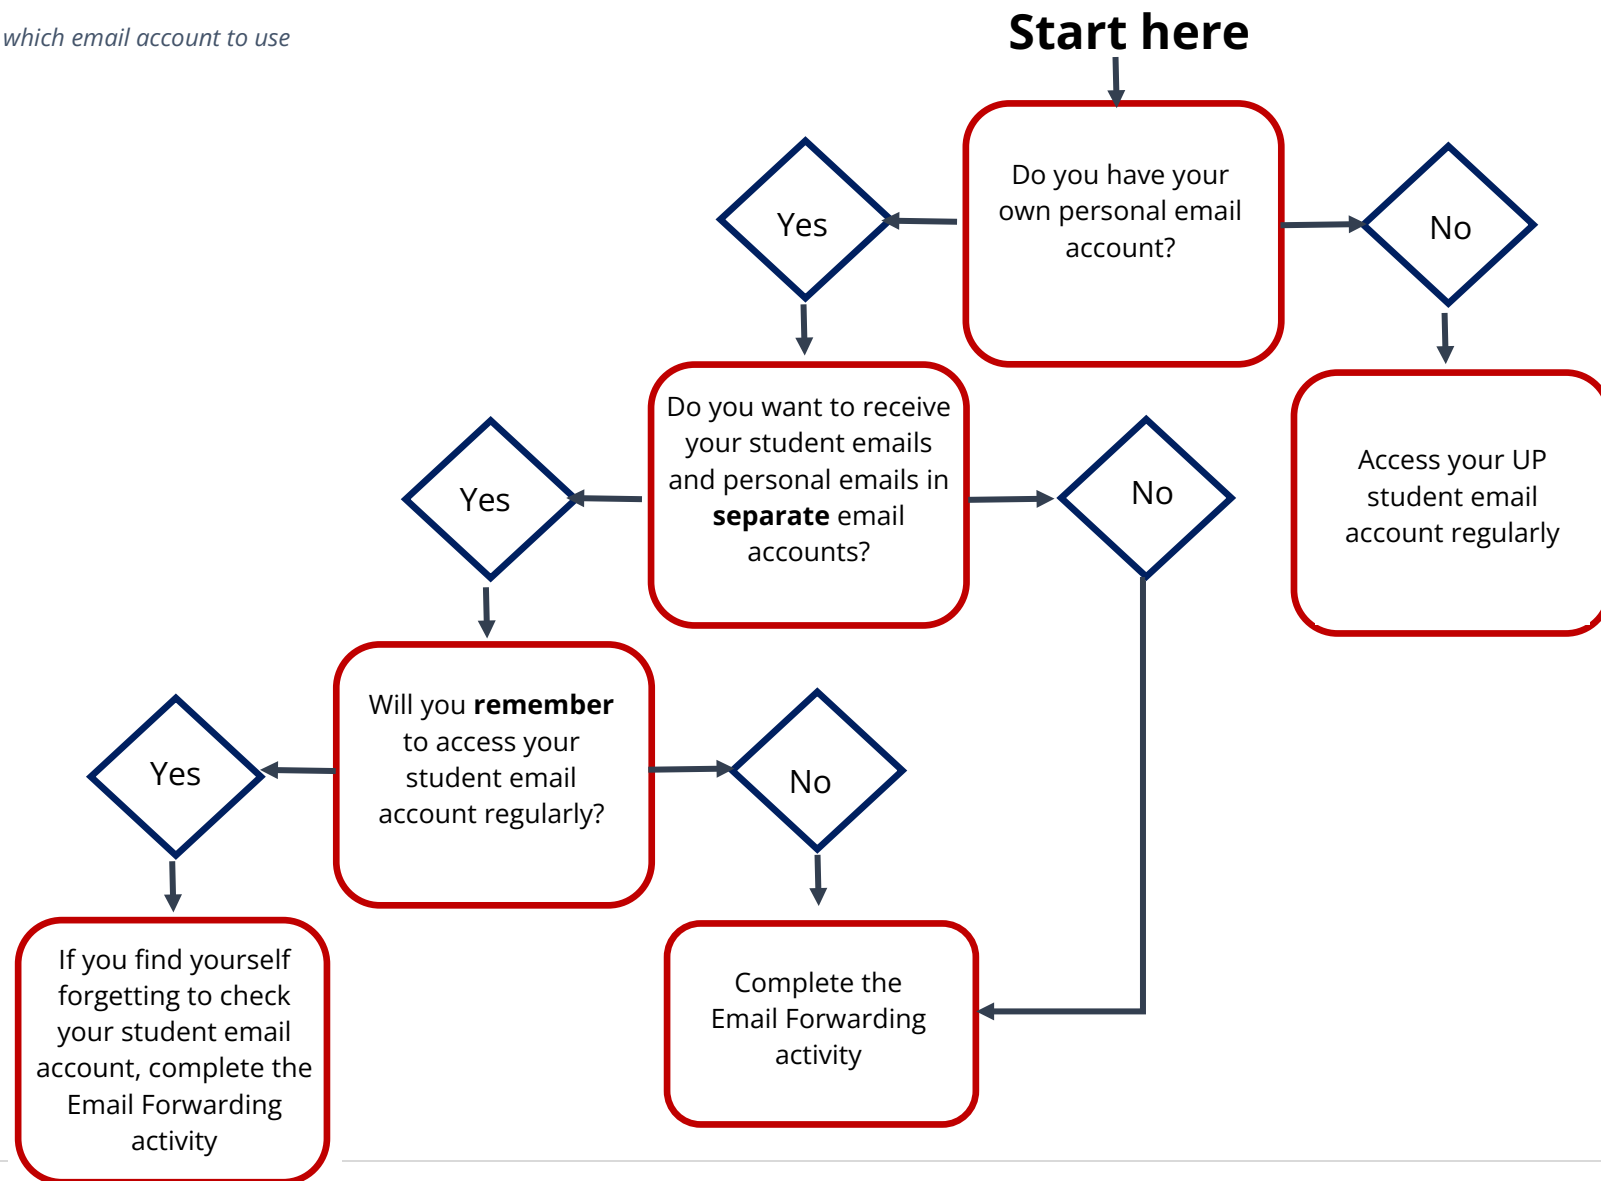 which email account to use
Start here
Do you have your
own personal email
account?
Yes
No
Do you want to receive
your student emails
and personal emails in
separate email
accounts?
Yes
No
Access your UP
student email
account regularly
Will you remember
to access your
student email
account regularly?
Yes
No
If you find yourself
forgetting to check
your student email
account, complete the
Email Forwarding
activity
Complete the
Email Forwarding
activity